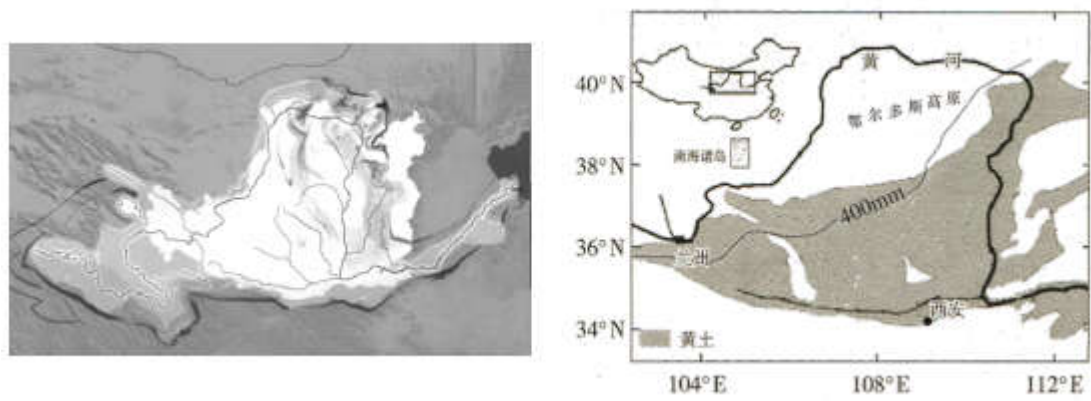 40°N
38°N
36°N
34°N
黄 河
鄂尔多斯高原
南海诸岛
400mm
兰州
西安
黄土
104°E
108°E
112°E